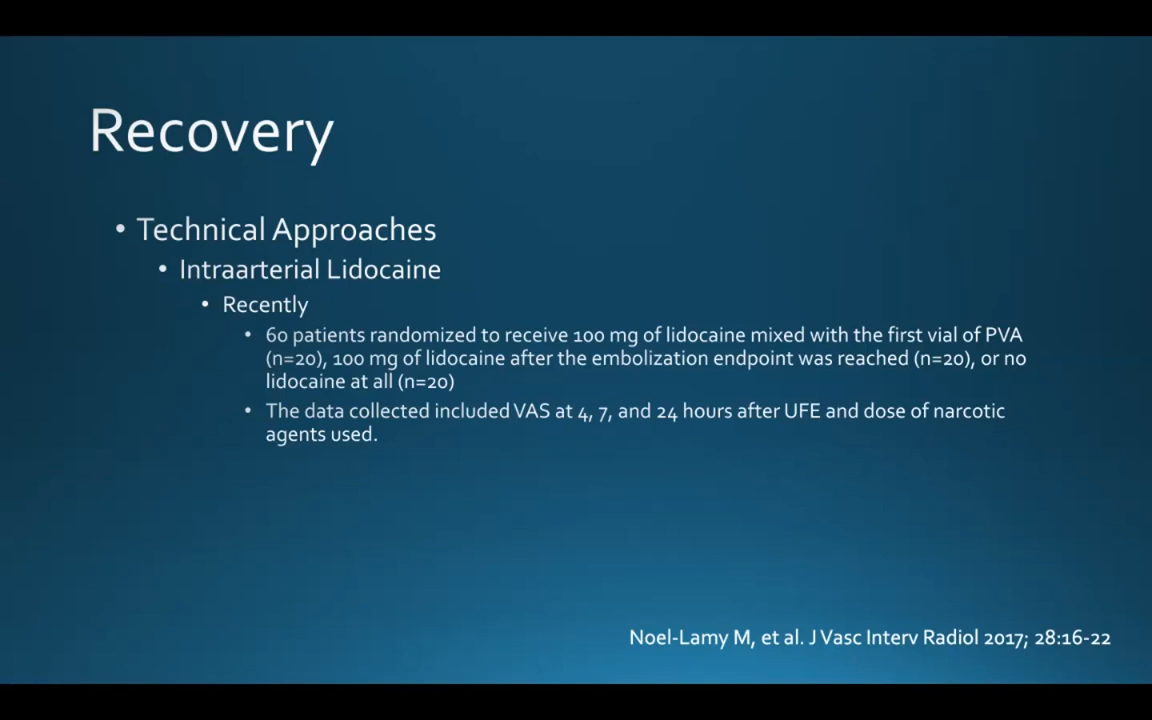 Recovery
• Technical Approaches
• Intraarterial Lidocaine
• Recently
• 60 patients randomized to receive 100 mg of lidocaine mixed with the first vial of PVA
(n=20), 100 mg of lidocaine after the embolization endpoint was reached (n=20), or no
lidocaine at all (n=20)
• The data collected included VAS at 4, 7, and 24 hours after UFE and dose of narcotic
agents used.
Noel-Lamy M, et al. J Vasc Interv Radiol 2017; 28:16-22